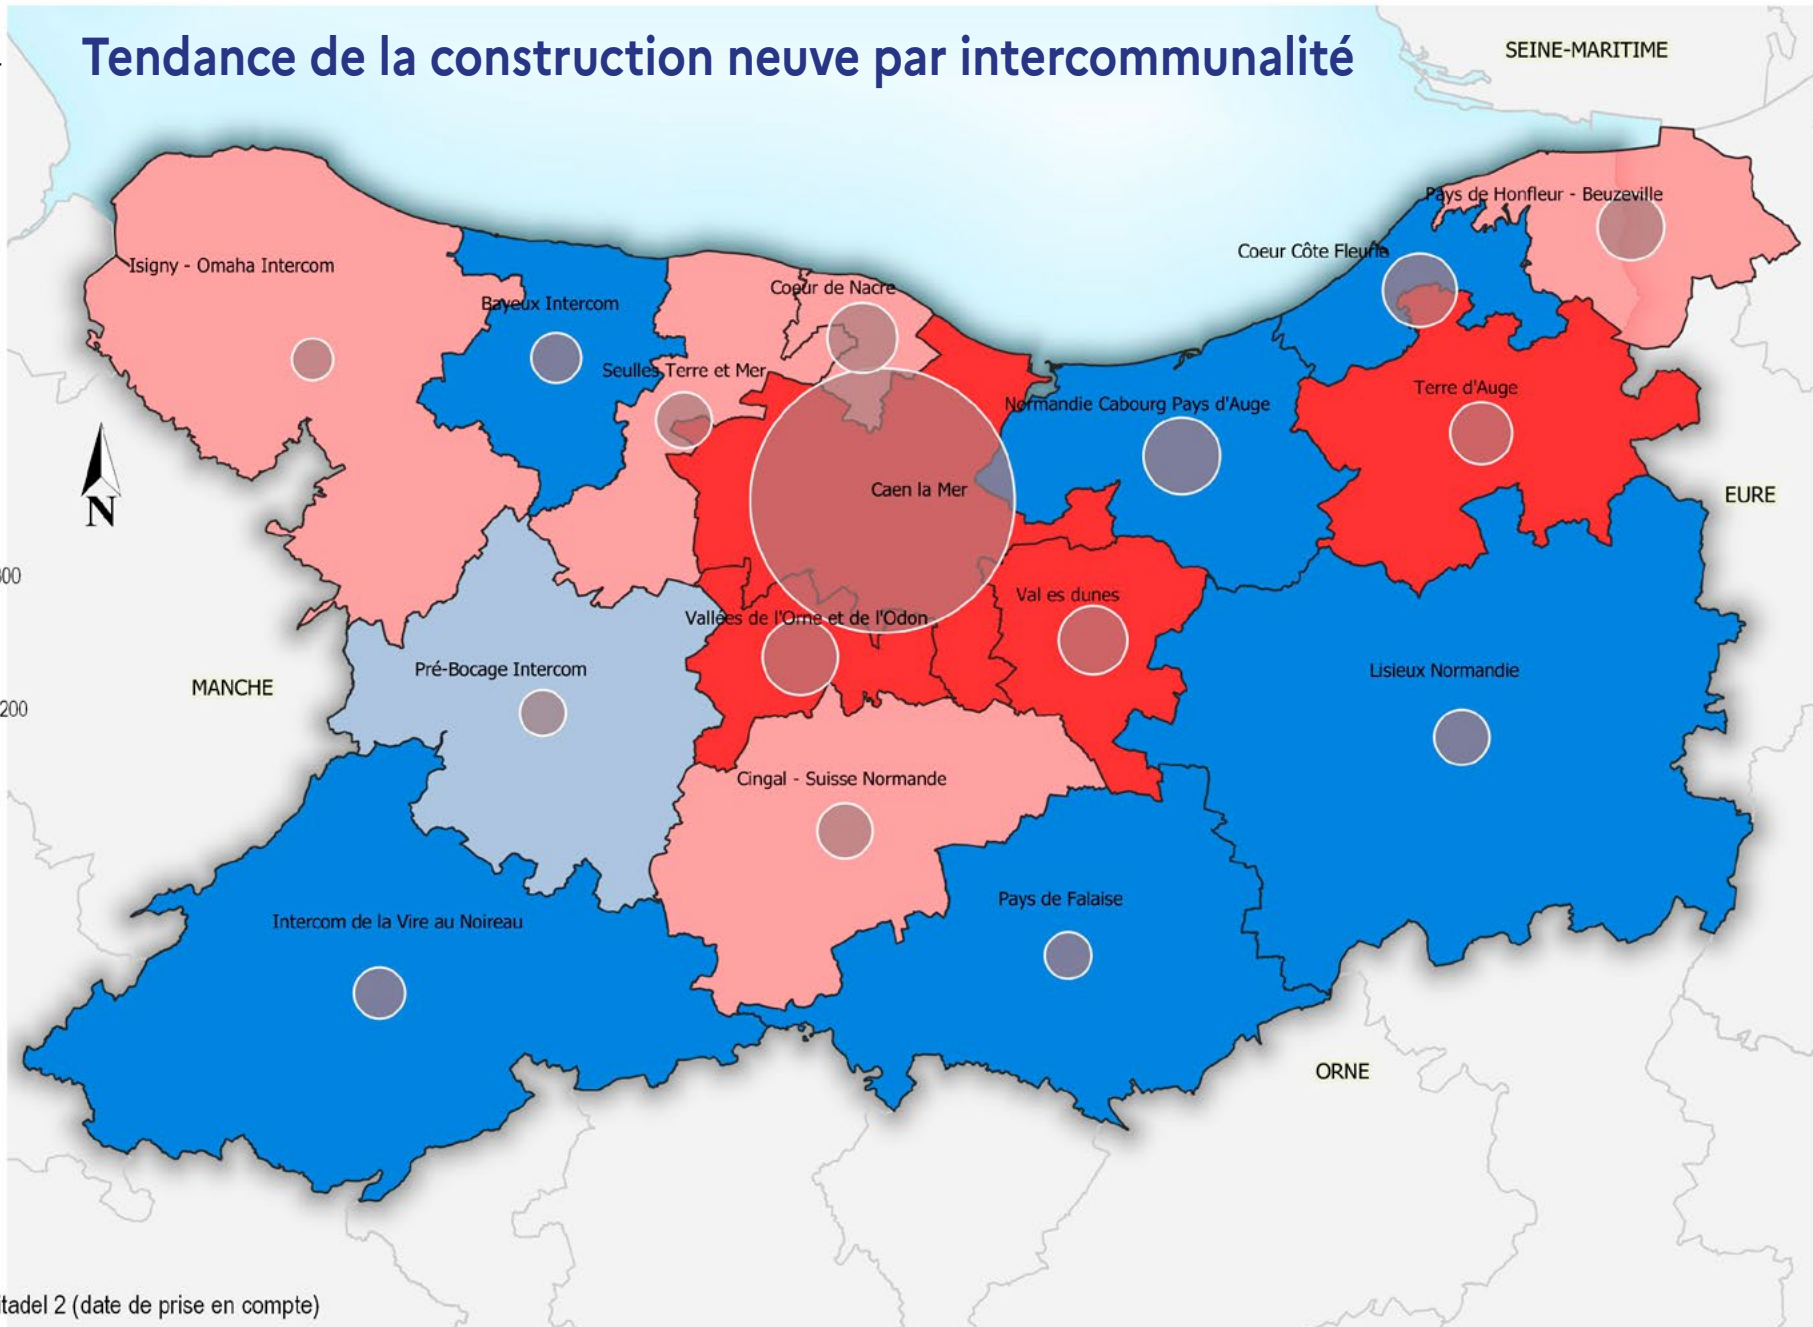 Tendance de la construction neuve par intercommunalité
SEINE-MARITIME
Pays de Honfleur - Beuzeville
Coeur Côte Fleurie
Isigny - Omaha Intercom
Coeur de Nacre
Bayeux Intercom
Seulles Terre et Mer
Terre d'Auge
Normandie Cabourg Pays d'Auge
Caen la Mer
EURE
N
Val es dunes
Vallées de l'Orne et de l'Odon
Pré-Bocage Intercom
Lisieux Normandie
MANCHE
200
Cingal - Suisse Normande
Pays de Falaise
Intercom de la Vire au Noireau
ORNE
itadel 2 (date de prise en compte)